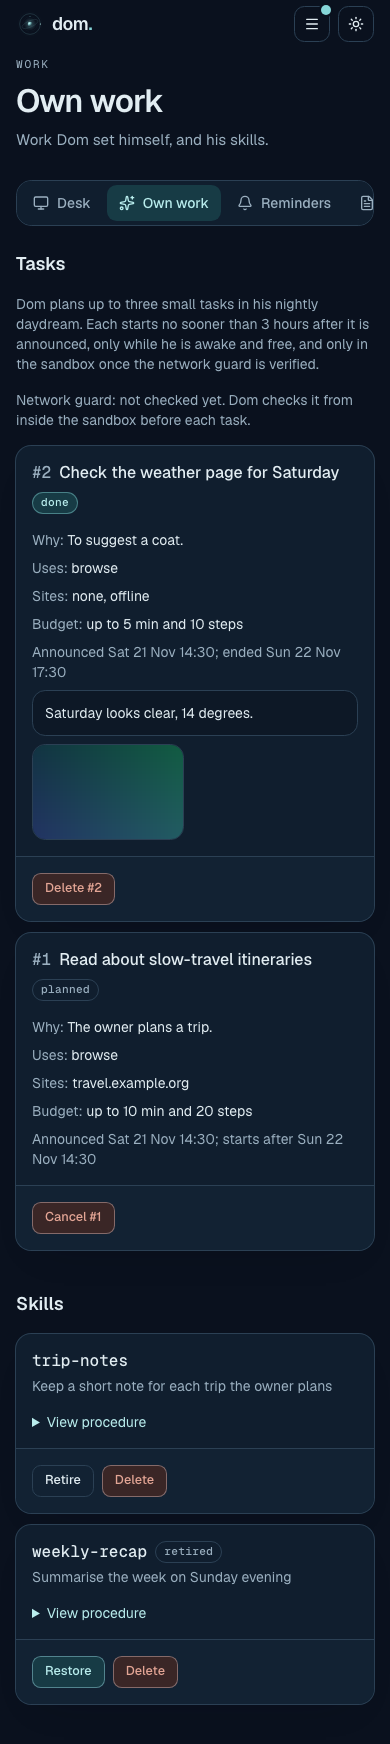 dom.
WORK
Own work
Work Dom set himself, and his skills.
Desk
Own work
Reminders
Tasks
Dom plans up to three small tasks in his nightly
daydream. Each starts no sooner than 3 hours after it is
announced, only while he is awake and free, and only in
the sandbox once the network guard is verified.
Network guard: not checked yet. Dom checks it from
inside the sandbox before each task.
#2 Check the weather page for Saturday
done
Why: To suggest a coat.
Uses: browse
Sites: none, offline
Budget: up to 5 min and 10 steps
Announced Sat 21 Nov 14:30; ended Sun 22 Nov
17:30
Saturday looks clear, 14 degrees.
Delete #2
#1 Read about slow-travel itineraries
planned
Why: The owner plans a trip.
Uses: browse
Sites: travel.example.org
Budget: up to 10 min and 20 steps
Announced Sat 21 Nov 14:30; starts after Sun 22
Nov 14:30
Cancel #1
Skills
trip-notes
Keep a short note for each trip the owner plans
View procedure
Retire
Delete
weekly-recap retired
Summarise the week on Sunday evening
View procedure
Restore
Delete